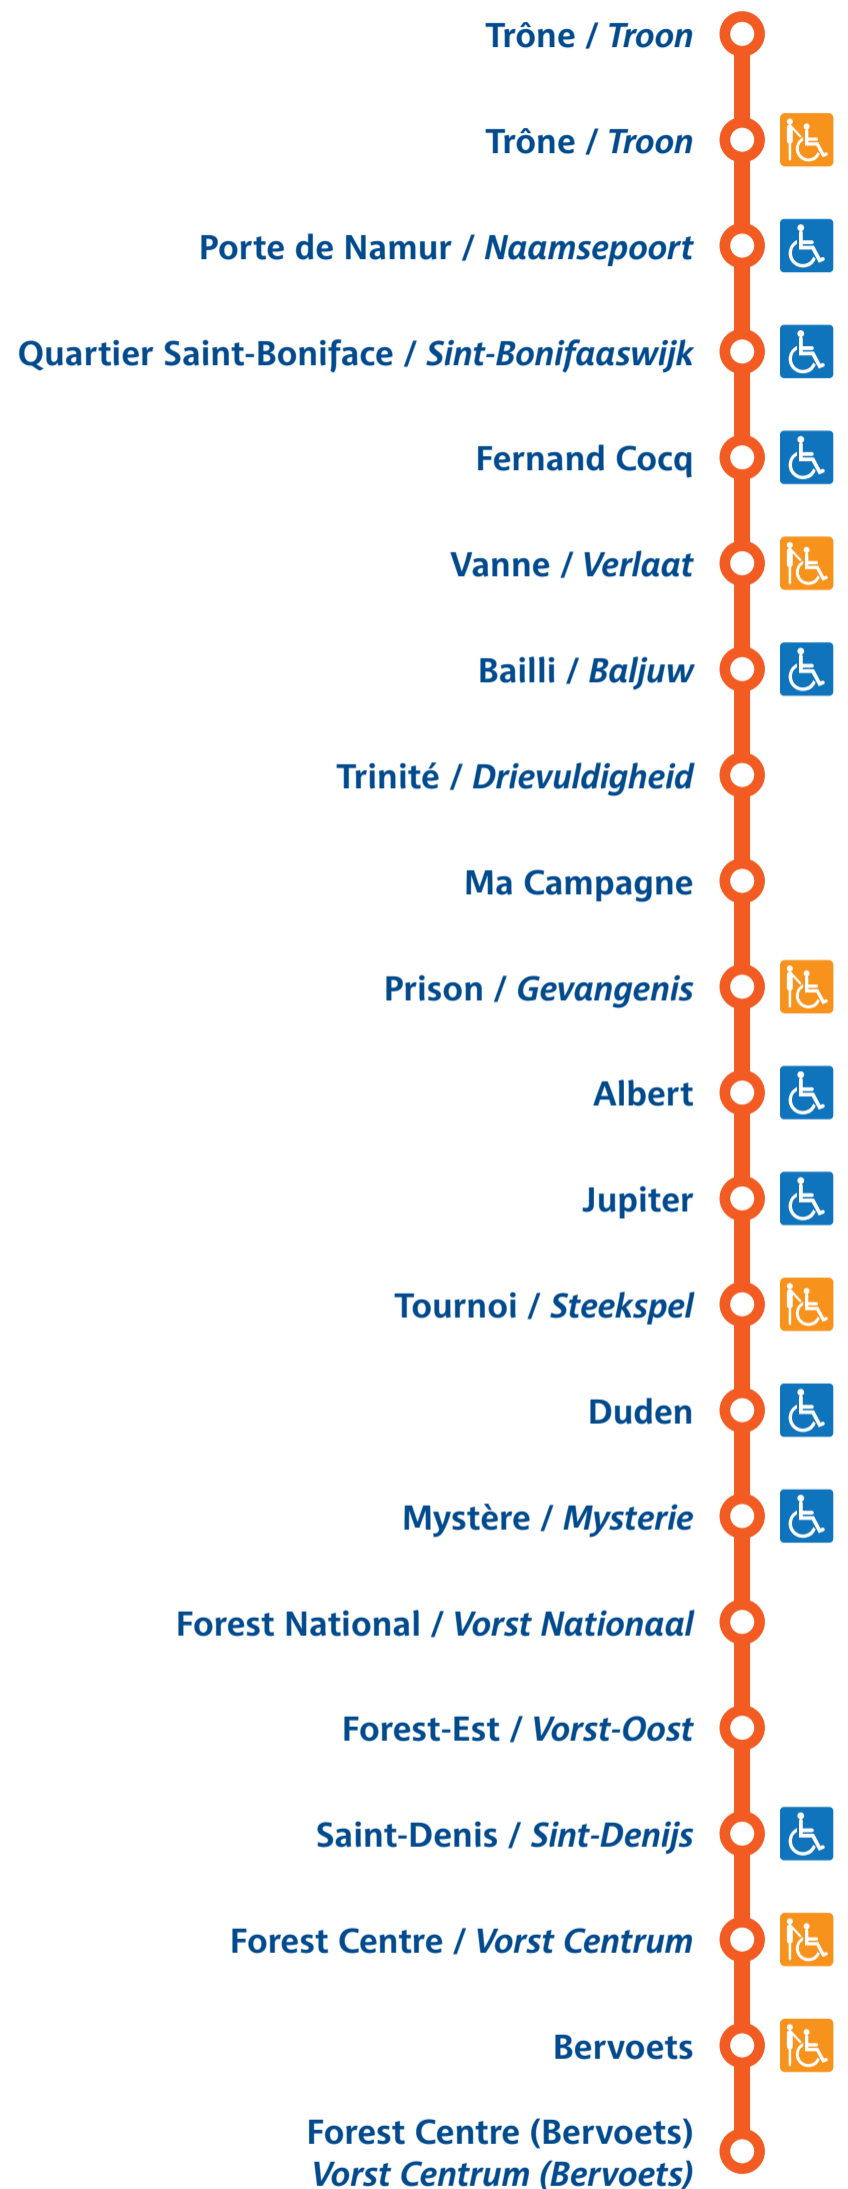 Trône / Troon
Trône / Troon
Porte de Namur / Naamsepoort
Quartier Saint-Boniface / Sint-Bonifaaswijk
Fernand Cocq
Vanne / Verlaat
Bailli / Baljuw
Trinité / Drievuldigheid
Ma Campagne
Prison / Gevangenis
Albert
Jupiter
Tournoi / Steekspel
Duden
Mystère / Mysterie
Forest National / Vorst Nationaal
Forest-Est / Vorst-Oost
Saint-Denis / Sint-Denijs
Forest Centre / Vorst Centrum
Bervoets
Forest Centre (Bervoets)
Vorst Centrum (Bervoets)